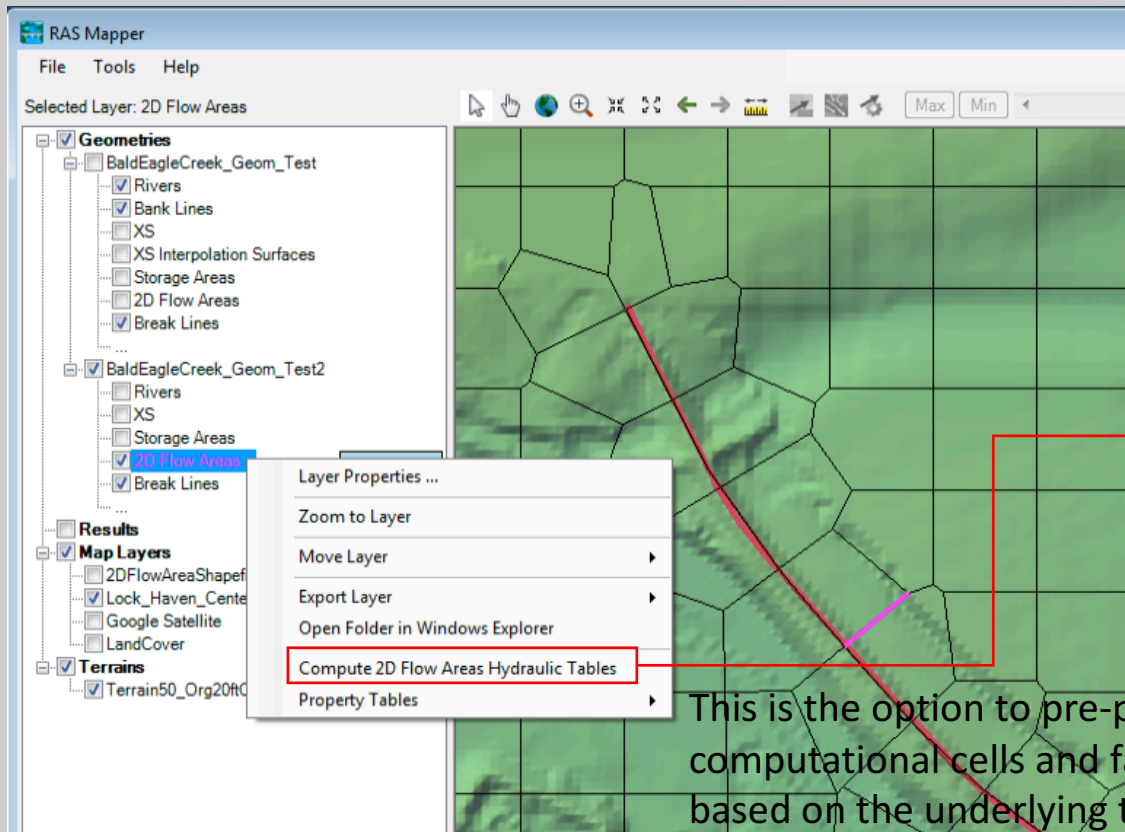 RAS Mapper
File Tools Help
Selected Layer: 2D Flow Areas
Max Min
Geometries
BaldEagleCreek_Geom_Test
Rivers
Bank Lines
XS
XS Interpolation Surfaces
Storage Areas
2D Flow Areas
Break Lines
...
BaldEagleCreek_Geom_Test2
Rivers
XS
Storage Areas
2D Flow Areas
Break Lines
...
Results
Map Layers
2DFlowAreaShapef
Lock_Haven_Cente
Google Satellite
LandCover
Terrains
Terrain50_Org20ft
Layer Properties ...
Zoom to Layer
Move Layer
Export Layer
Open Folder in Windows Explorer
Compute 2D Flow Areas Hydraulic Tables
Property Tables
This is the option to pre-p
computational cells and fa
based on the underlying t